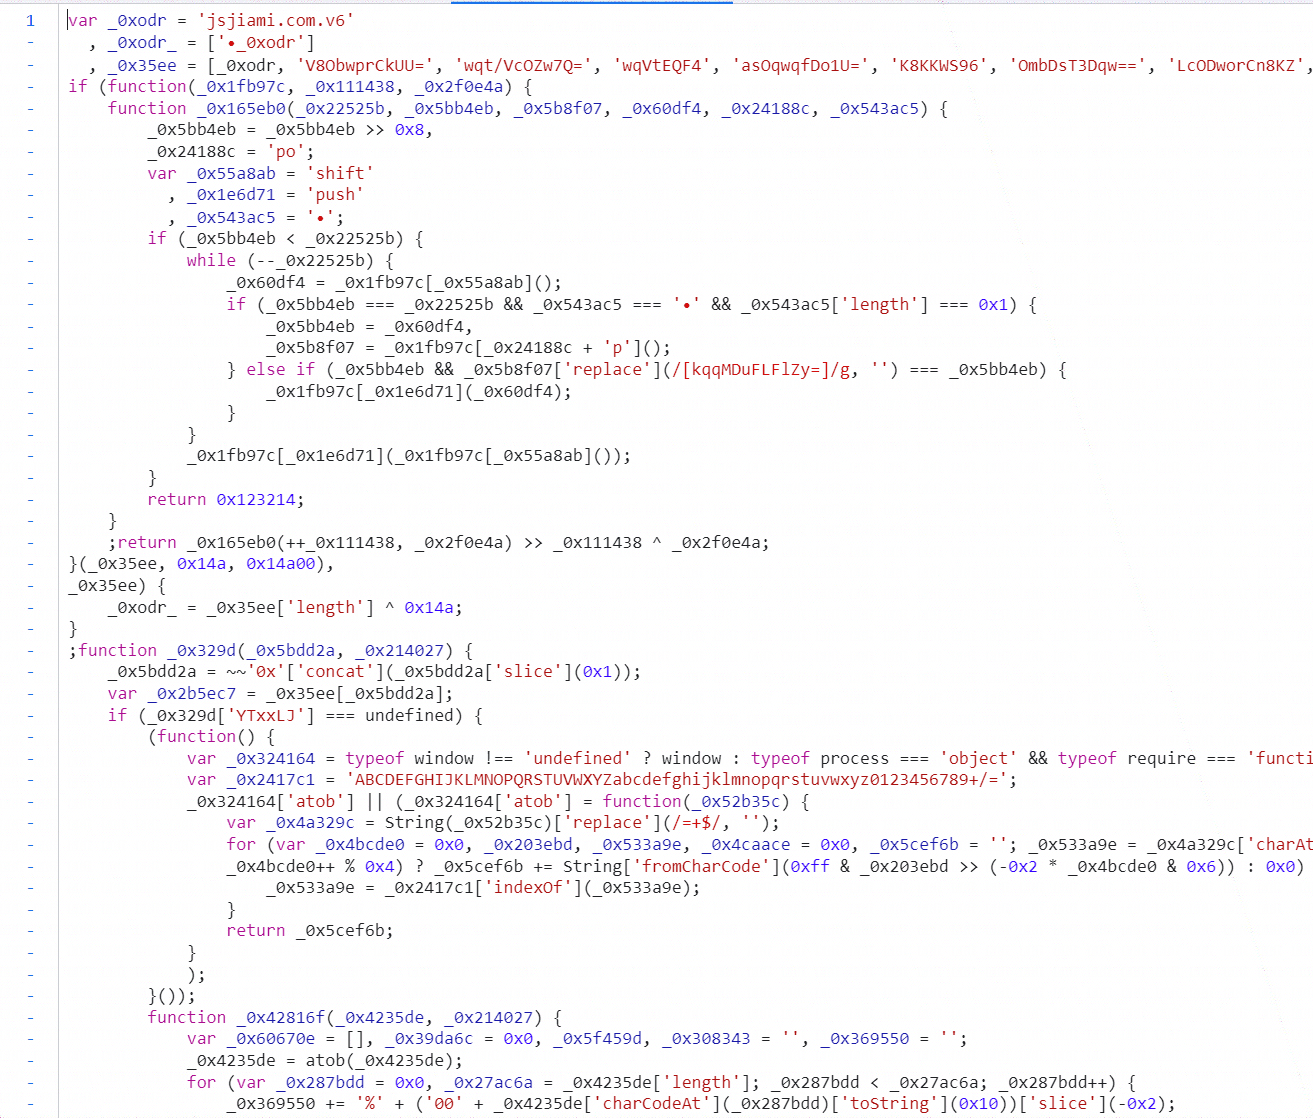 1 var _0xodr = 'jsjiami.com.v6'
- , _0xodr_ = ['‍_0xodr']
- , _0x35ee = [_0xodr, 'V8ObwprCkUU=', 'wqt/VcOZw7Q=', 'wqVtEQF4', 'asOqwqfDo1U=', 'K8KKWS96', 'OmbDsT3Dqw==', 'LcODworCn8KZ',
- if (function(_0x1fb97c, _0x111438, _0x2f0e4a) {
- function _0x165eb0(_0x22525b, _0x5bb4eb, _0x5b8f07, _0x60df4, _0x24188c, _0x543ac5) {
- _0x5bb4eb = _0x5bb4eb >> 0x8,
- _0x24188c = 'po';
- var _0x55a8ab = 'shift'
- , _0x1e6d71 = 'push'
- , _0x543ac5 = '•';
- if (_0x5bb4eb < _0x22525b) {
- while (--_0x22525b) {
- _0x60df4 = _0x1fb97c[_0x55a8ab]();
- if (_0x5bb4eb === _0x22525b && _0x543ac5 === '•' && _0x543ac5['length'] === 0x1) {
- _0x5bb4eb = _0x60df4,
- _0x5b8f07 = _0x1fb97c[_0x24188c + 'p']();
- } else if (_0x5bb4eb && _0x5b8f07['replace'](/[kqqMDuFLFlZy=]/g, '') === _0x5bb4eb) {
- _0x1fb97c[_0x1e6d71](_0x60df4);
- }
- }
- _0x1fb97c[_0x1e6d71](_0x1fb97c[_0x55a8ab]());
- }
- return 0x123214;
- }
- ;return _0x165eb0(++_0x111438, _0x2f0e4a) >> _0x111438 ^ _0x2f0e4a;
- }(_0x35ee, 0x14a, 0x14a00),
- _0x35ee) {
- _0xodr_ = _0x35ee['length'] ^ 0x14a;
- }
- ;function _0x329d(_0x5bdd2a, _0x214027) {
- _0x5bdd2a = ~~'0x'['concat'](_0x5bdd2a['slice'](0x1));
- var _0x2b5ec7 = _0x35ee[_0x5bdd2a];
- if (_0x329d['YTxxLJ'] === undefined) {
- (function() {
- var _0x324164 = typeof window !== 'undefined' ? window : typeof process === 'object' && typeof require === 'functi
- var _0x2417c1 = 'ABCDEFGHIJKLMNOPQRSTUVWXYZabcdefghijklmnopqrstuvwxyz0123456789+/=';
- _0x324164['atob'] || (_0x324164['atob'] = function(_0x52b35c) {
- var _0x4a329c = String(_0x52b35c)['replace'](/=+$/, '');
- for (var _0x4bcde0 = 0x0, _0x203ebd, _0x533a9e, _0x4caace = 0x0, _0x5cef6b = ''; _0x533a9e = _0x4a329c['charAt
- _0x4bcde0++ % 0x4) ? _0x5cef6b += String['fromCharCode'](0xff & _0x203ebd >> (-0x2 * _0x4bcde0 & 0x6)) : 0x0)
- _0x533a9e = _0x2417c1['indexOf'](_0x533a9e);
- }
- return _0x5cef6b;
- }
- );
- }());
- function _0x42816f(_0x4235de, _0x214027) {
- var _0x60670e = [], _0x39da6c = 0x0, _0x5f459d, _0x308343 = '', _0x369550 = '';
- _0x4235de = atob(_0x4235de);
- for (var _0x287bdd = 0x0, _0x27ac6a = _0x4235de['length']; _0x287bdd < _0x27ac6a; _0x287bdd++) {
- _0x369550 += '%' + ('00' + _0x4235de['charCodeAt'](_0x287bdd)['toString'](0x10))['slice'](-0x2);